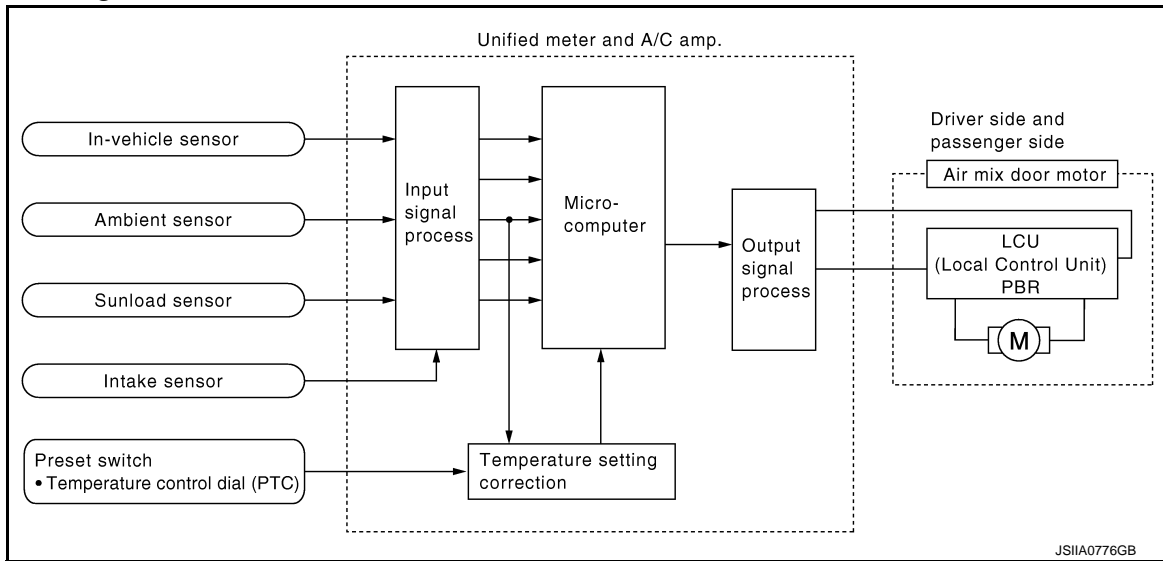 Unified meter and A/C amp.
In-vehicle sensor
Ambient sensor
Sunload sensor
Intake sensor
Preset switch
• Temperature control dial (PTC)
Input
signal
process
Micro-
computer
Temperature setting
correction
Output
signal
process
Driver side and
passenger side
Air mix door motor
LCU
(Local Control Unit)
PBR
M
JSIIA0776GB